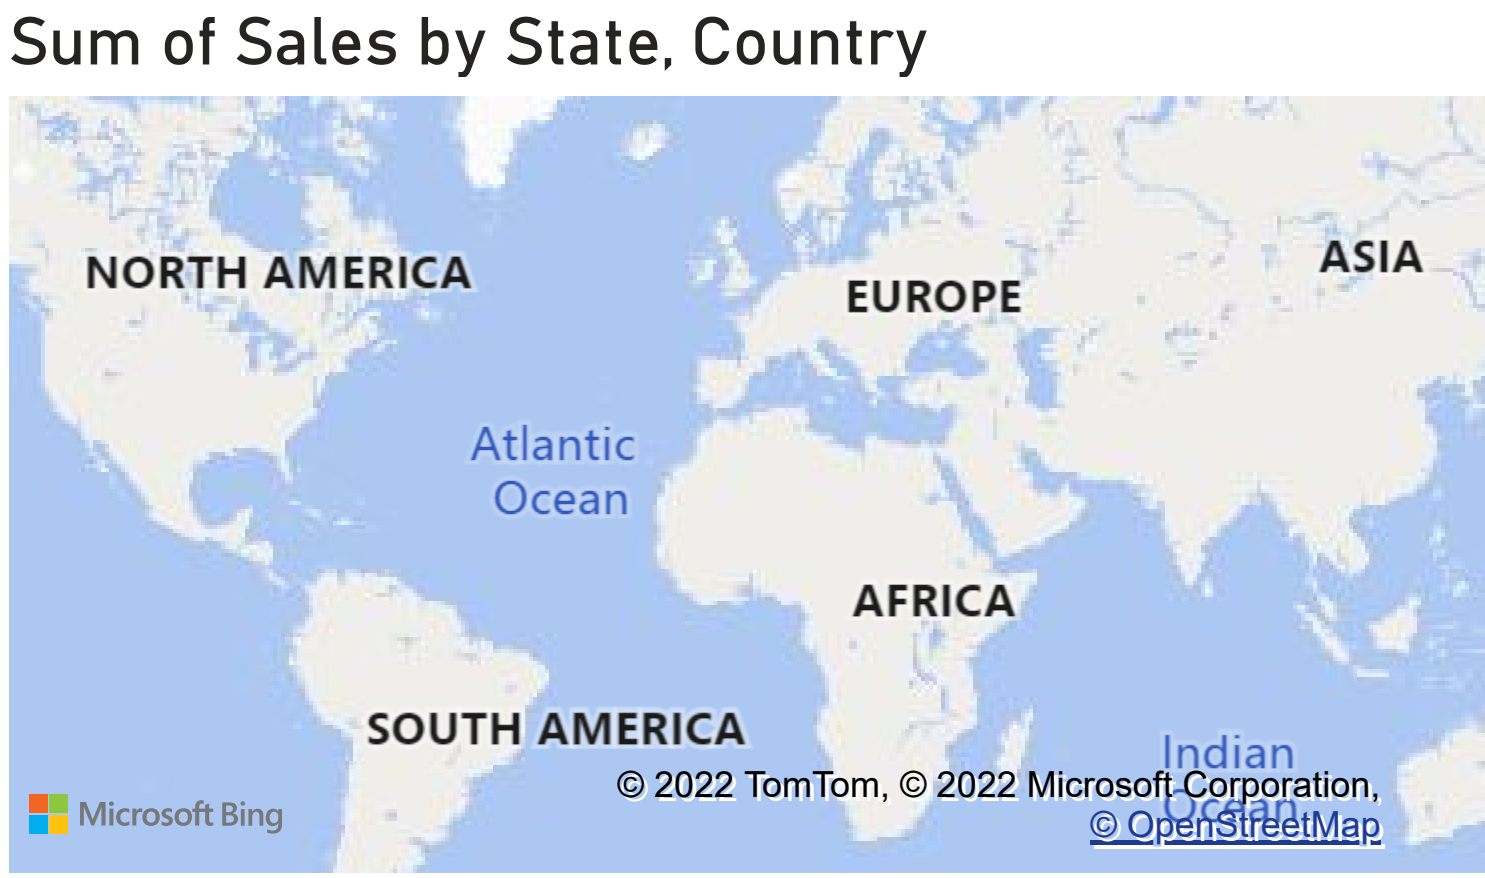 Sum of Sales by State, Country
NORTH AMERICA
EUROPE
ASIA
Atlantic
Ocean
AFRICA
SOUTH AMERICA
Indian
Ocean
© 2022 TomTom, © 2022 Microsoft Corporation,
© OpenStreetMap
Microsoft Bing